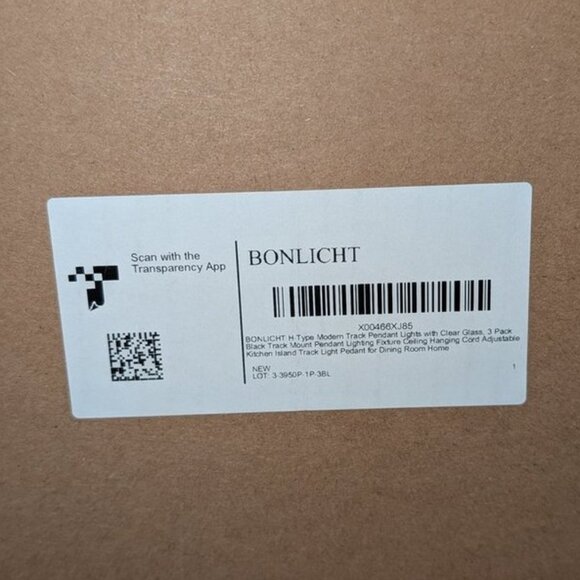 Scan with the
Transparency App
BONLICHT
X00466XJ85
BONLICHT H Type Modern Track Pendant Lights with Clear Glass, 3 Pack
Black Track Mount Pendant Lighting Fixture Ceiling Hanging Cord Adjustable
Kitchen Island Track Light Pedant for Dining Room Home
NEW
LOT: 3-3950P-1P-3BL
1